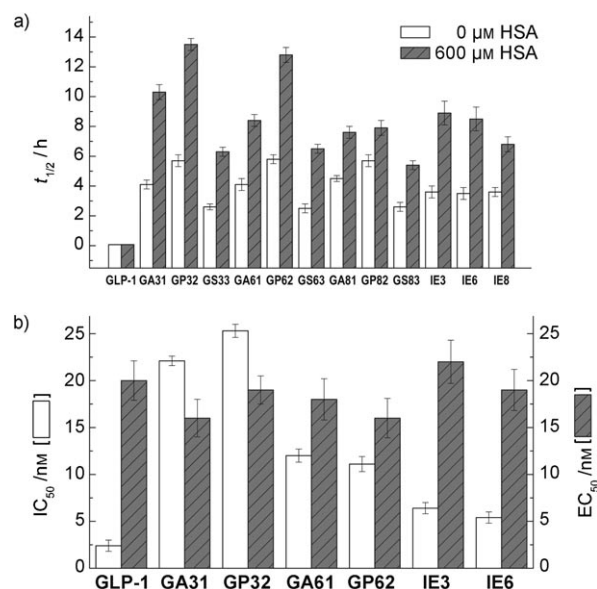 a)
0 μM HSA
600 μM HSA
t1/2 / h
14
12
10
8
6
4
2
0
GLP-1 GA31 GP32 GS33 GA61 GP62 GS63 GA81 GP82 GS83 IE3 IE6 IE8
b)
IC50 /nM [ ]
EC50 /nM [ ]
25 25
20 20
15 15
10 10
5 5
0 0
GLP-1 GA31 GP32 GA61 GP62 IE3 IE6